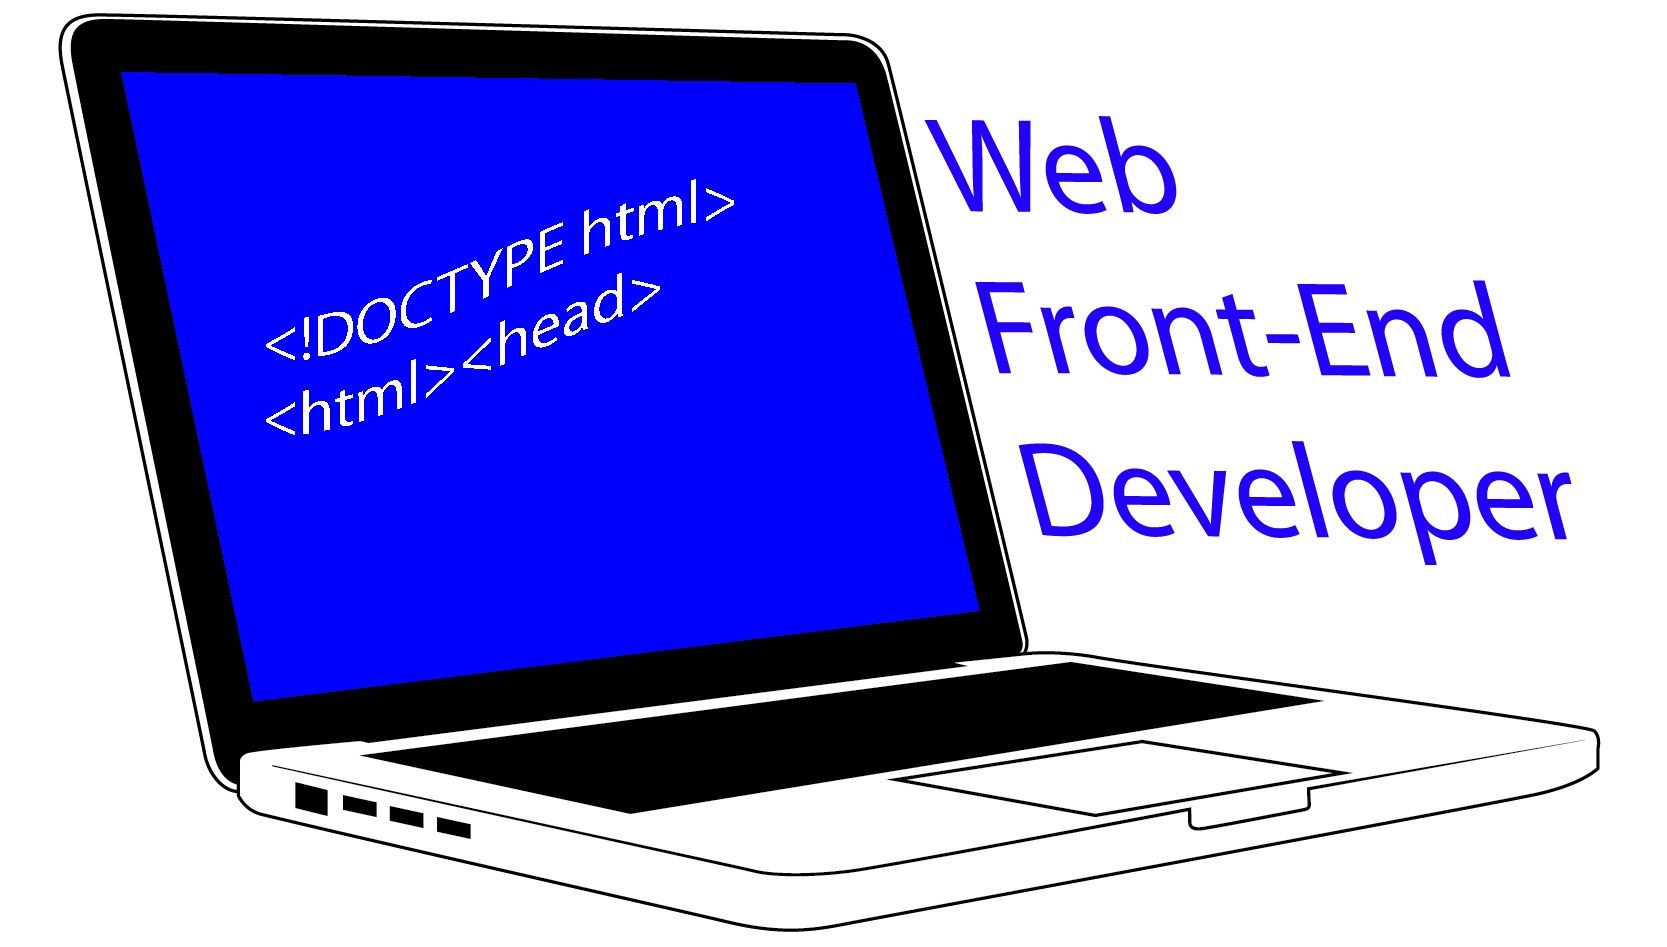 <!DOCTYPE html>
<html><head>
Web
Front-End
Developer